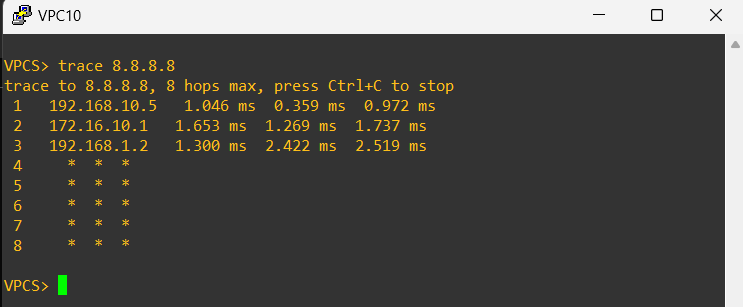 VPC10
VPCS> trace 8.8.8.8
trace to 8.8.8.8, 8 hops max, press Ctrl+C to stop
 1   192.168.10.5   1.046 ms  0.359 ms  0.972 ms
 2   172.16.10.1   1.653 ms  1.269 ms  1.737 ms
 3   192.168.1.2   1.300 ms  2.422 ms  2.519 ms
 4     *  *  *
 5     *  *  *
 6     *  *  *
 7     *  *  *
 8     *  *  *
VPCS>